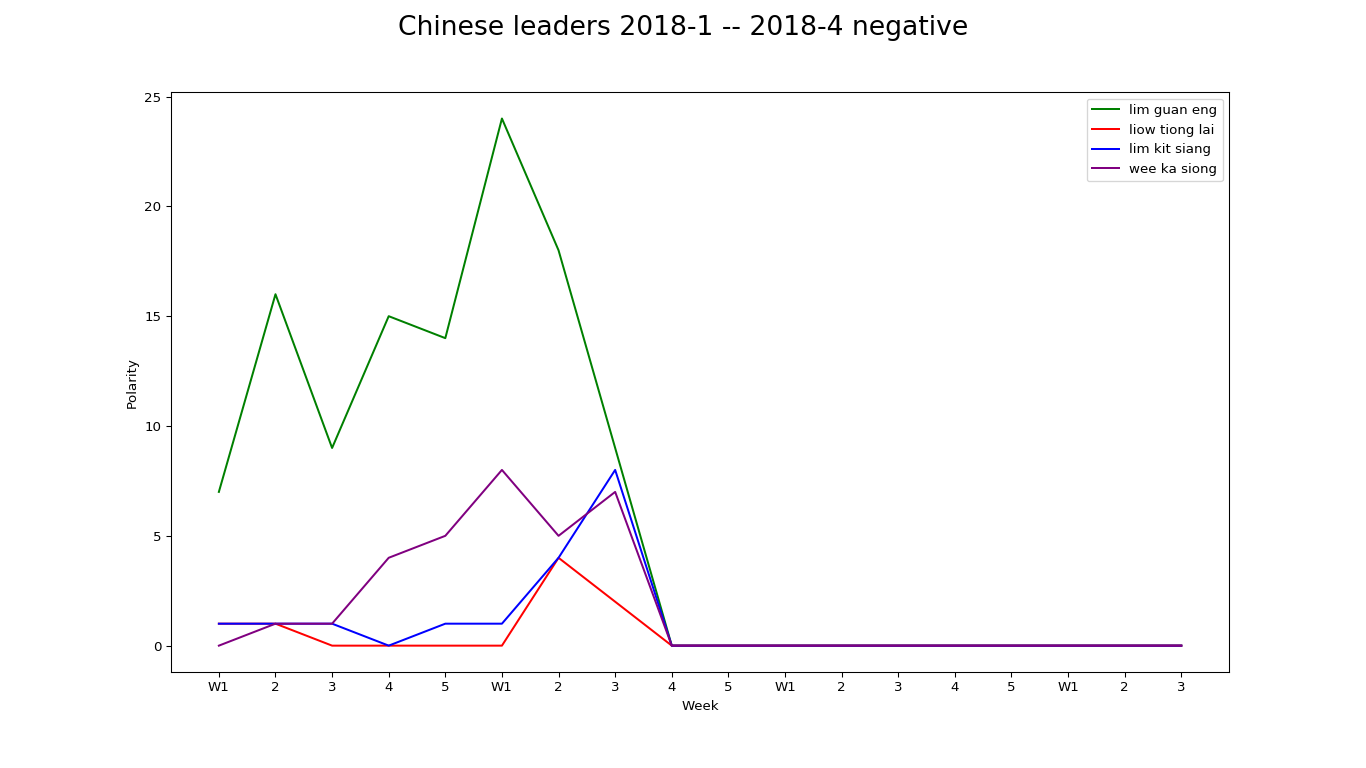 Chinese leaders 2018-1 -- 2018-4 negative
lim guan eng
liow tiong lai
lim kit siang
wee ka siong
25
20
15
10
5
0
Polarity
W1 2 3 4 5 W1 2 3 4 5 W1 2 3 4 5 W1 2 3
Week